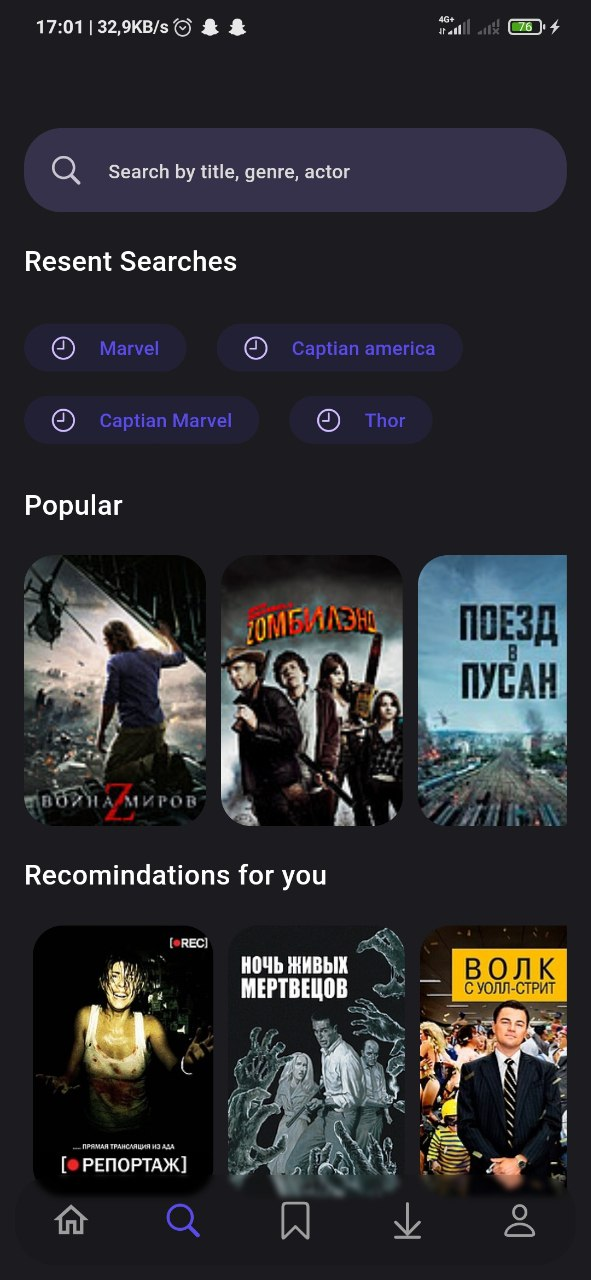 17:01 | 32,9KB/s
4G+
76
Search by title, genre, actor
Resent Searches
Marvel
Captian america
Captian Marvel
Thor
Popular
ВОЙНА Z МИРОВ
ZОМБИЛЭНД
ПОЕЗД
В
ПУСАН
Recomindations for you
[●REC]
ПРЯМАЯ ТРАНСЛЯЦИЯ ИЗ АДА
[●РЕПОРТАЖ]
НОЧЬ ЖИВЫХ
МЕРТВЕЦОВ
ВОЛК
С УОЛЛ-СТРИТ